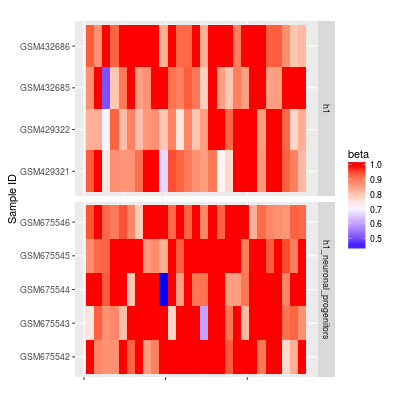 Sample ID
GSM432686
GSM432685
GSM429322
GSM429321
h1
GSM675546
GSM675545
GSM675544
GSM675543
GSM675542
h1_neuronal_progenitors
beta
1.0
0.9
0.8
0.7
0.6
0.5